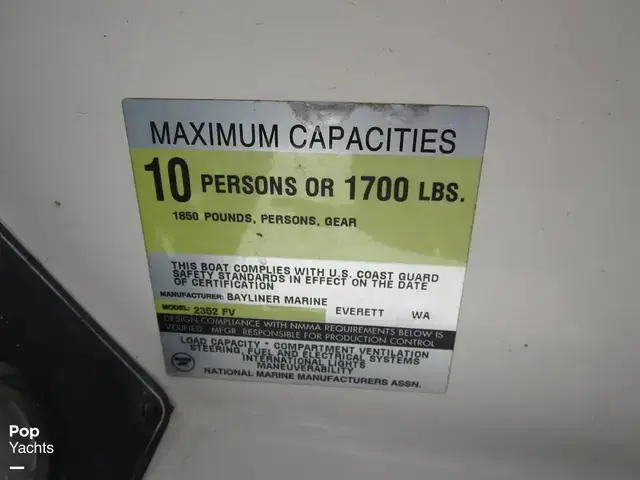 MAXIMUM CAPACITIES
10 PERSONS OR 1700 LBS.
1850 POUNDS, PERSONS, GEAR
THIS BOAT COMPLIES WITH U.S. COAST GUARD
SAFETY STANDARDS IN EFFECT ON THE DATE
OF CERTIFICATION
MANUFACTURER: BAYLINER MARINE
MODEL: 2352 FV EVERETT WA
DESIGN COMPLIANCE WITH NMMA REQUIREMENTS BELOW IS
VERIFIED. MFGR. RESPONSIBLE FOR PRODUCTION CONTROL
LOAD CAPACITY • COMPARTMENT VENTILATION
STEERING, FUEL AND ELECTRICAL SYSTEMS
INTERNATIONAL LIGHTS
MANEUVERABILITY
NATIONAL MARINE MANUFACTURERS ASSN.
Pop
Yachts